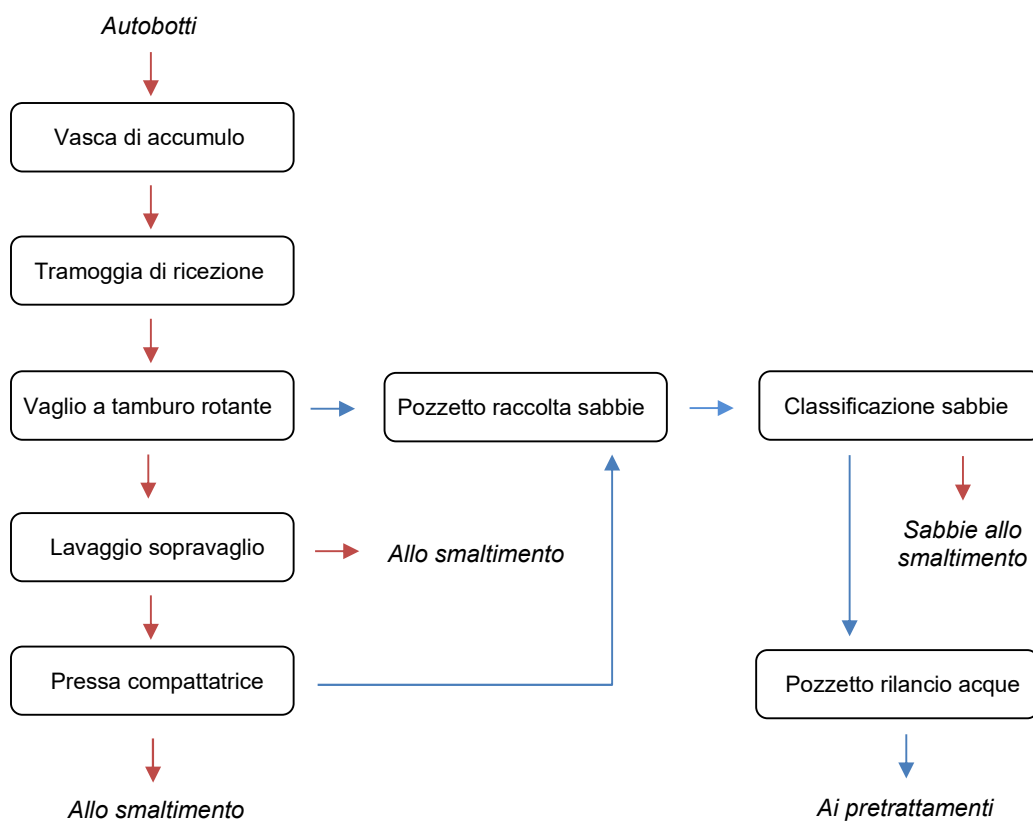 Autobotti
Vasca di accumulo
Tramoggia di ricezione
Vaglio a tamburo rotante
Pozzetto raccolta sabbie
Classificazione sabbie
Lavaggio sopravaglio
Allo smaltimento
Sabbie allo
smaltimento
Pressa compattatrice
Pozzetto rilancio acque
Allo smaltimento
Ai pretrattamenti